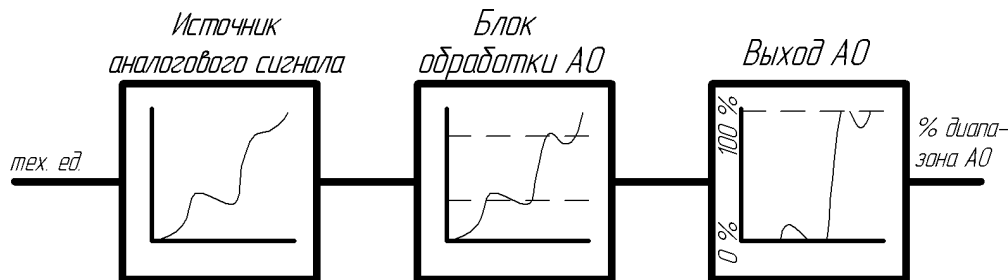 Источник
аналогового сигнала
Блок
обработки АО
Выход АО
тех. ед.
100 %
0 %
% диапа-
зона АО